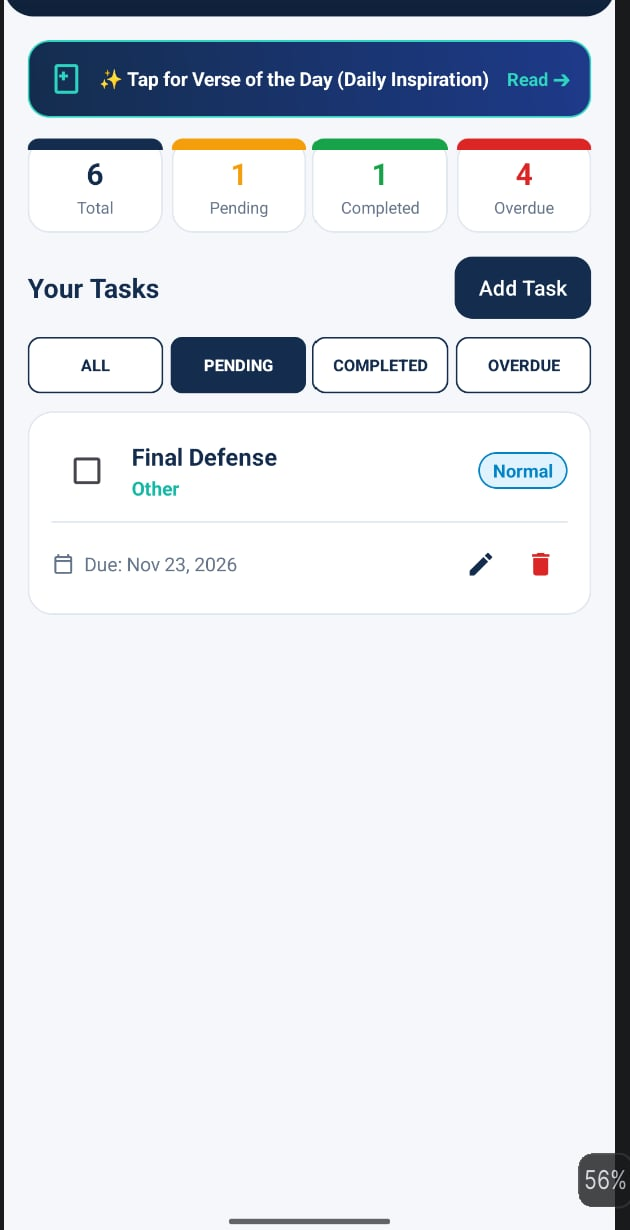 ✨ Tap for Verse of the Day (Daily Inspiration) Read →
6 1 1 4
Total Pending Completed Overdue
Your Tasks Add Task
ALL PENDING COMPLETED OVERDUE
Final Defense
Normal
Other
Due: Nov 23, 2026
56%